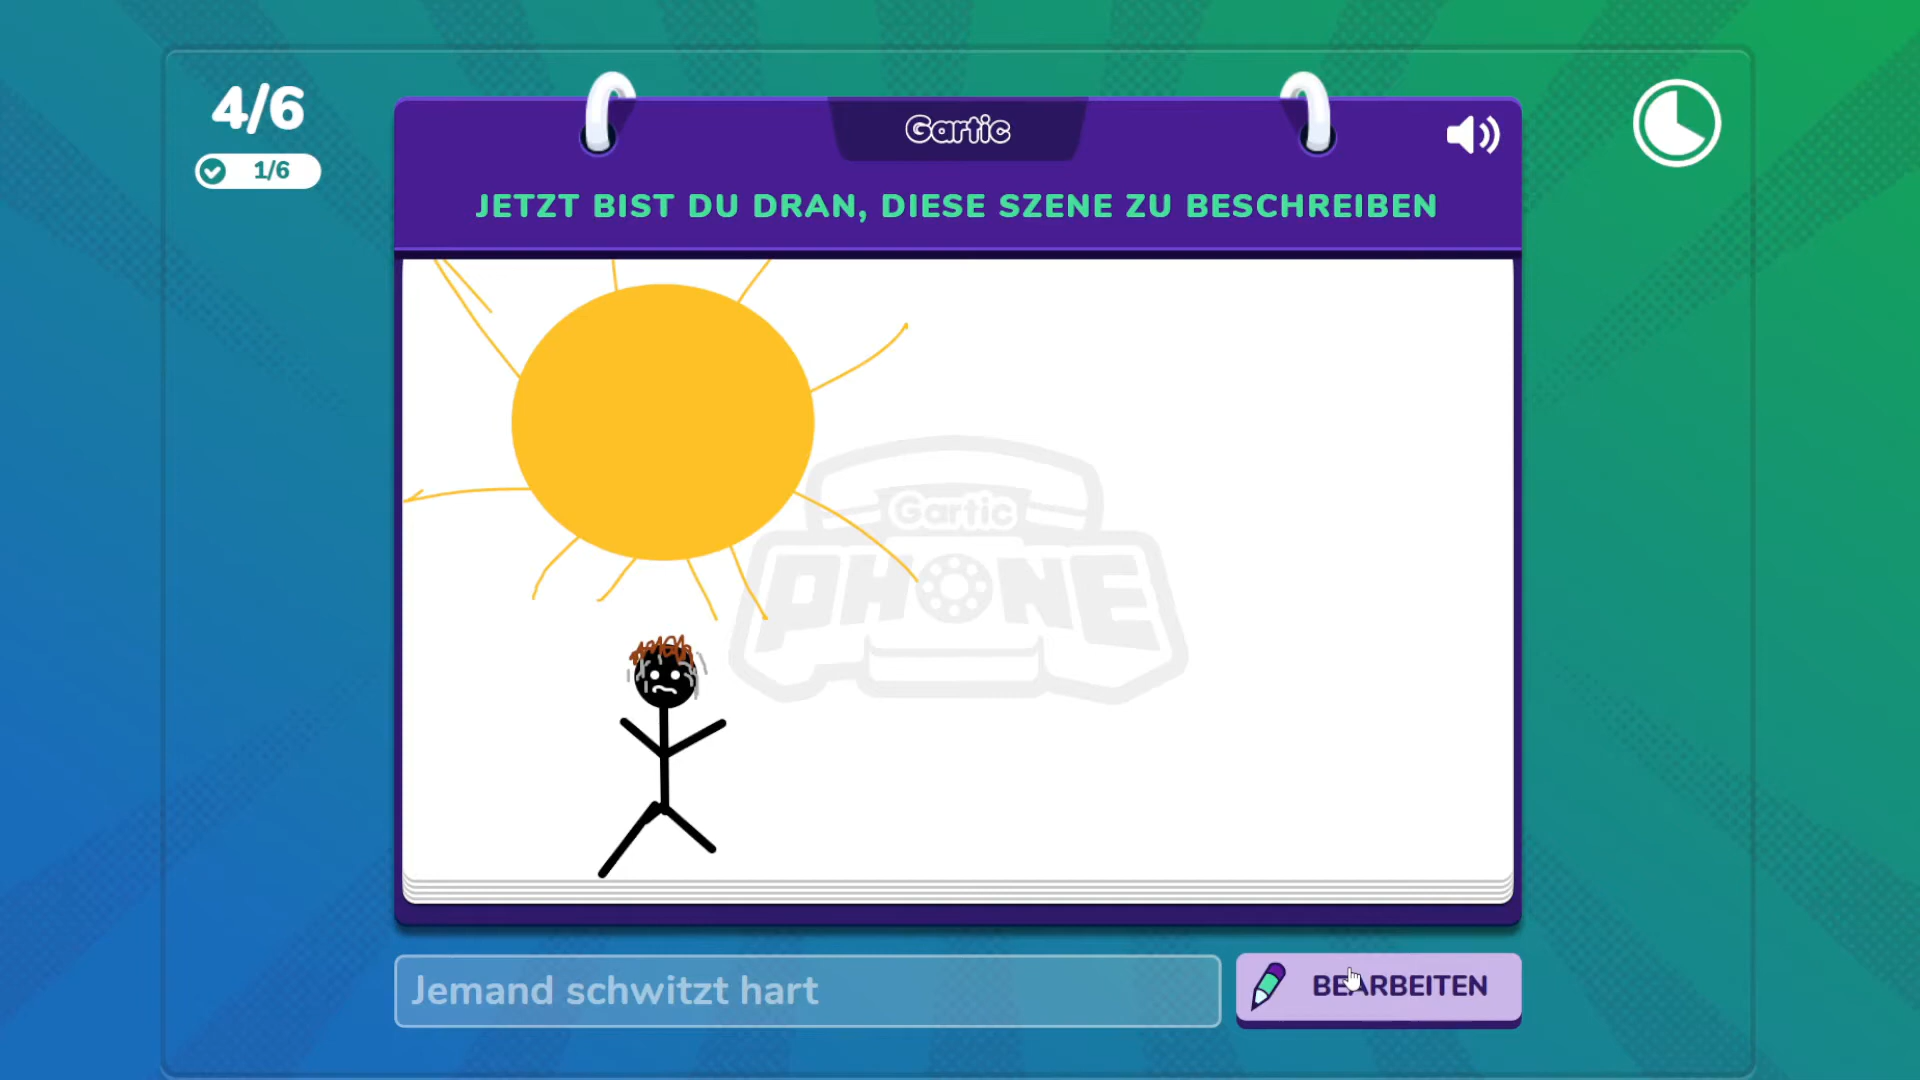 4/6
1/6
Gartic
JETZT BIST DU DRAN, DIESE SZENE ZU BESCHREIBEN
Gartic
PHONE
Jemand schwitzt hart
BEARBEITEN